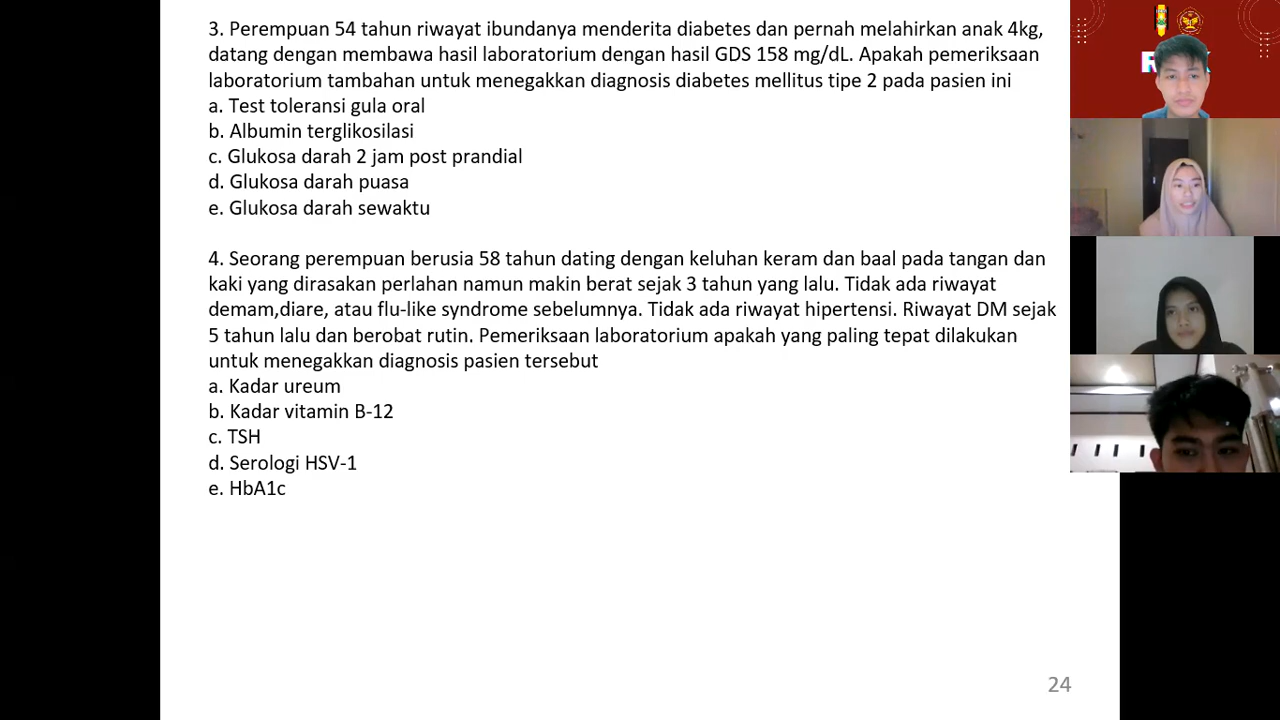 3. Perempuan 54 tahun riwayat ibundanya menderita diabetes dan pernah melahirkan anak 4kg,
datang dengan membawa hasil laboratorium dengan hasil GDS 158 mg/dL. Apakah pemeriksaan
laboratorium tambahan untuk menegakkan diagnosis diabetes mellitus tipe 2 pada pasien ini
a. Test toleransi gula oral
b. Albumin terglikosilasi
c. Glukosa darah 2 jam post prandial
d. Glukosa darah puasa
e. Glukosa darah sewaktu
4. Seorang perempuan berusia 58 tahun dating dengan keluhan keram dan baal pada tangan dan
kaki yang dirasakan perlahan namun makin berat sejak 3 tahun yang lalu. Tidak ada riwayat
demam,diare, atau flu-like syndrome sebelumnya. Tidak ada riwayat hipertensi. Riwayat DM sejak
5 tahun lalu dan berobat rutin. Pemeriksaan laboratorium apakah yang paling tepat dilakukan
untuk menegakkan diagnosis pasien tersebut
a. Kadar ureum
b. Kadar vitamin B-12
c. TSH
d. Serologi HSV-1
e. HbA1c
24